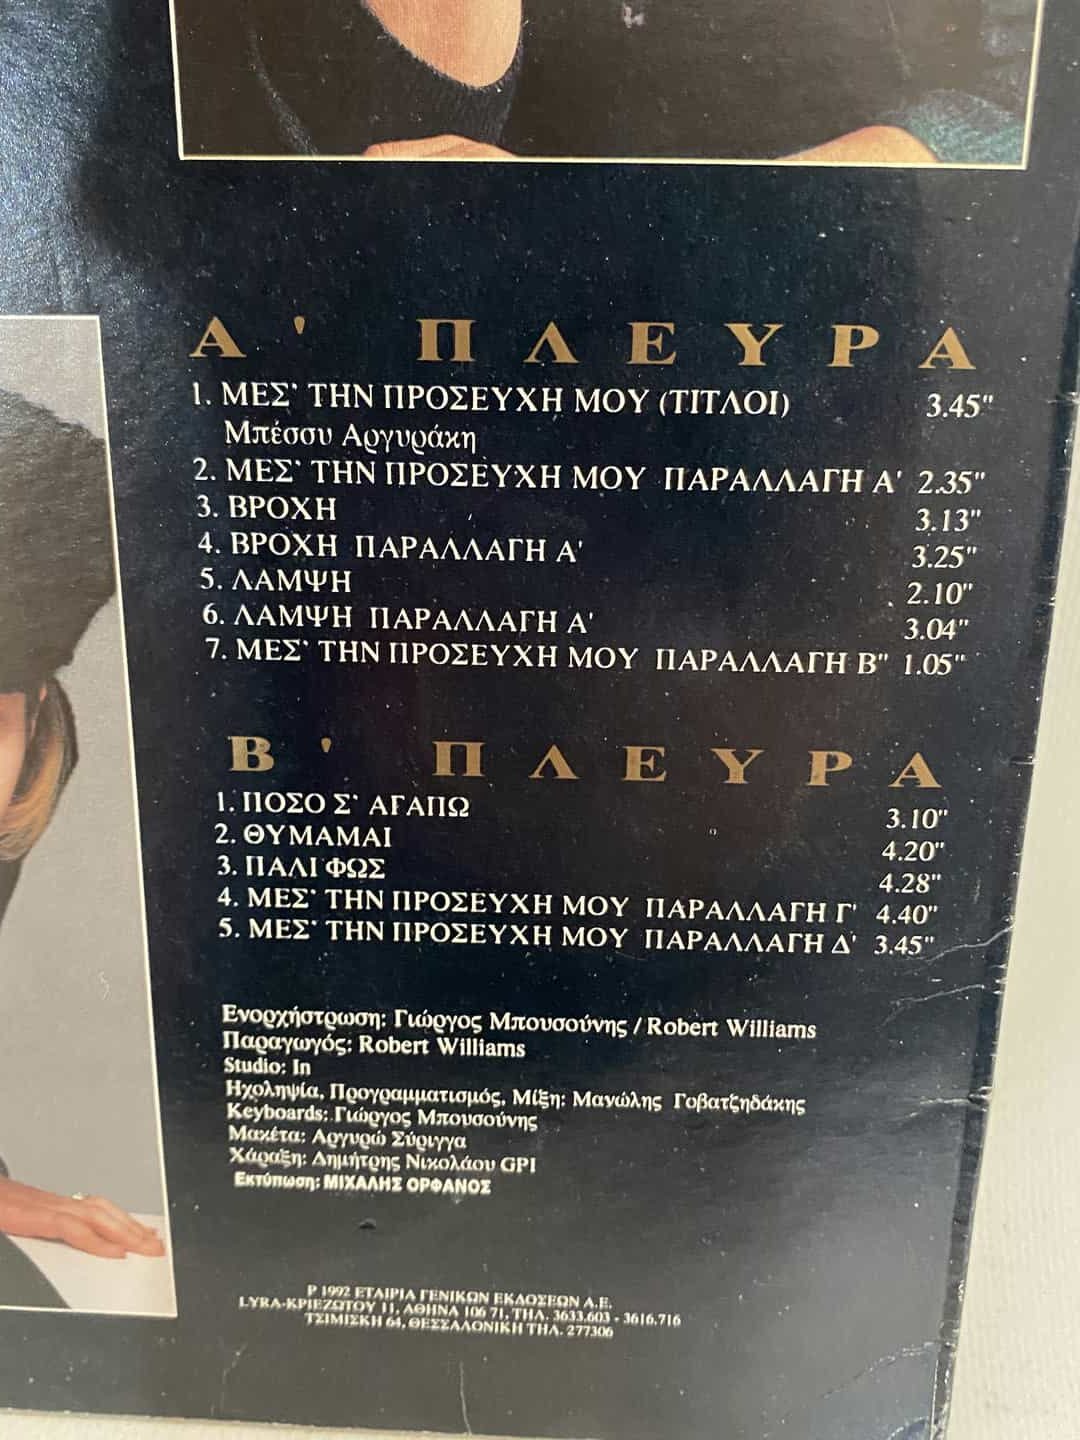 Α' ΠΛΕΥΡΑ
1. ΜΕΣ' ΤΗΝ ΠΡΟΣΕΥΧΗ ΜΟΥ (ΤΙΤΛΟΙ) 3.45"
Μπέσσυ Αργυράκη
2. ΜΕΣ' ΤΗΝ ΠΡΟΣΕΥΧΗ ΜΟΥ ΠΑΡΑΛΛΑΓΗ Α' 2.35"
3. ΒΡΟΧΗ 3.13"
4. ΒΡΟΧΗ ΠΑΡΑΛΛΑΓΗ Α' 3.25"
5. ΛΑΜΨΗ 2.10"
6. ΛΑΜΨΗ ΠΑΡΑΛΛΑΓΗ Α' 3.04"
7. ΜΕΣ' ΤΗΝ ΠΡΟΣΕΥΧΗ ΜΟΥ ΠΑΡΑΛΛΑΓΗ Β" 1.05"
Β' ΠΛΕΥΡΑ
1. ΠΟΣΟ Σ' ΑΓΑΠΩ 3.10"
2. ΘΥΜΑΜΑΙ 4.20"
3. ΠΑΛΙ ΦΩΣ 4.28"
4. ΜΕΣ' ΤΗΝ ΠΡΟΣΕΥΧΗ ΜΟΥ ΠΑΡΑΛΛΑΓΗ Γ' 4.40"
5. ΜΕΣ' ΤΗΝ ΠΡΟΣΕΥΧΗ ΜΟΥ ΠΑΡΑΛΛΑΓΗ Δ' 3.45"
Ενορχήστρωση: Γιώργος Μπουσούνης / Robert Williams
Παραγωγός: Robert Williams
Studio: In
Ηχοληψία, Προγραμματισμός, Μίξη: Μανώλης Γοβατζηδάκης
Keyboards: Γιώργος Μπουσούνης
Μακέτα: Αργυρώ Σύριγγα
Χάραξη: Δημήτρης Νικολάου GPI
Εκτύπωση: ΜΙΧΑΛΗΣ ΟΡΦΑΝΟΣ
P 1992 ΕΤΑΙΡΙΑ ΓΕΝΙΚΩΝ ΕΚΔΟΣΕΩΝ Α.Ε.
LYRA-ΚΡΙΕΖΩΤΟΥ 11, ΑΘΗΝΑ 106 71, ΤΗΛ. 3633.603 - 3616.716
ΤΣΙΜΙΣΚΗ 64, ΘΕΣΣΑΛΟΝΙΚΗ ΤΗΛ. 277306